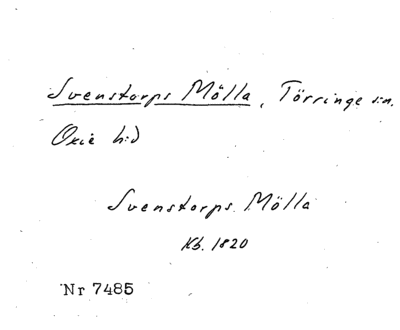 Svenstorps Mölla, Törringe s:n.
Oxie h:d
Svenstorps Mölla
Kb. 1820
Nr 7485